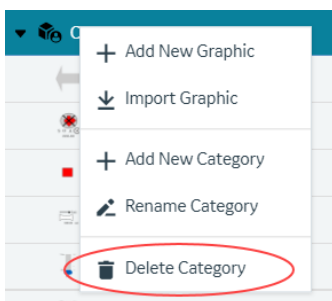 Add New Graphic
Import Graphic
Add New Category
Rename Category
Delete Category